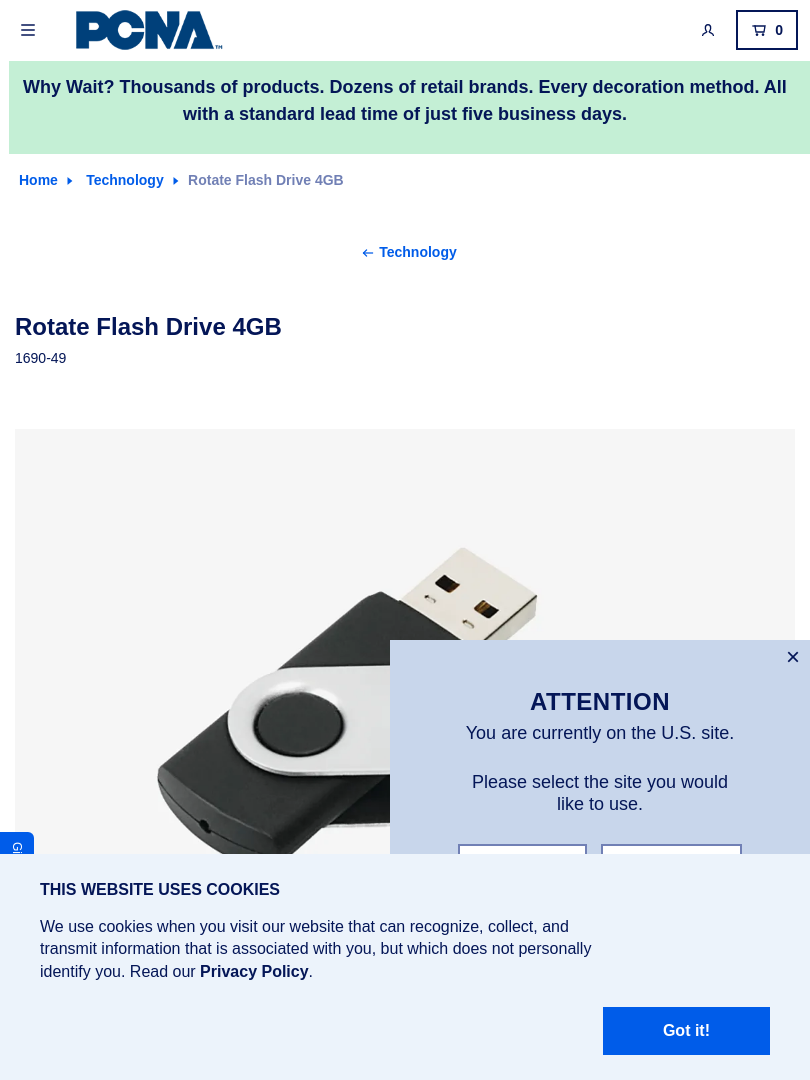 PCNA™
0
Why Wait? Thousands of products. Dozens of retail brands. Every decoration method. All
with a standard lead time of just five business days.
Home
Technology
Rotate Flash Drive 4GB
Technology
Rotate Flash Drive 4GB
1690-49
ATTENTION
You are currently on the U.S. site.
Please select the site you would
like to use.
THIS WEBSITE USES COOKIES
We use cookies when you visit our website that can recognize, collect, and
transmit information that is associated with you, but which does not personally
identify you. Read our Privacy Policy.
Got it!